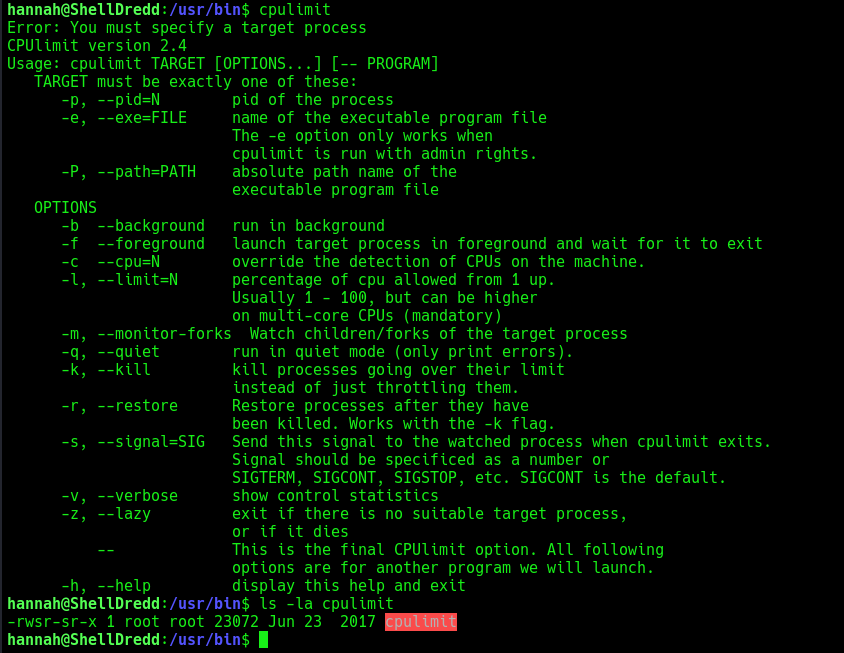 hannah@ShellDredd:/usr/bin$ cpulimit
Error: You must specify a target process
CPUlimit version 2.4
Usage: cpulimit TARGET [OPTIONS...] [-- PROGRAM]
   TARGET must be exactly one of these:
      -p, --pid=N        pid of the process
      -e, --exe=FILE     name of the executable program file
                         The -e option only works when
                         cpulimit is run with admin rights.
      -P, --path=PATH    absolute path name of the
                         executable program file
   OPTIONS
      -b  --background   run in background
      -f  --foreground   launch target process in foreground and wait for it to exit
      -c  --cpu=N        override the detection of CPUs on the machine.
      -l, --limit=N      percentage of cpu allowed from 1 up.
                         Usually 1 - 100, but can be higher
                         on multi-core CPUs (mandatory)
      -m, --monitor-forks  Watch children/forks of the target process
      -q, --quiet        run in quiet mode (only print errors).
      -k, --kill         kill processes going over their limit
                         instead of just throttling them.
      -r, --restore      Restore processes after they have
                         been killed. Works with the -k flag.
      -s, --signal=SIG   Send this signal to the watched process when cpulimit exits.
                         Signal should be specificed as a number or
                         SIGTERM, SIGCONT, SIGSTOP, etc. SIGCONT is the default.
      -v, --verbose      show control statistics
      -z, --lazy         exit if there is no suitable target process,
                         or if it dies
          --             This is the final CPUlimit option. All following
                         options are for another program we will launch.
      -h, --help         display this help and exit
hannah@ShellDredd:/usr/bin$ ls -la cpulimit
-rwsr-sr-x 1 root root 23072 Jun 23  2017 cpulimit
hannah@ShellDredd:/usr/bin$